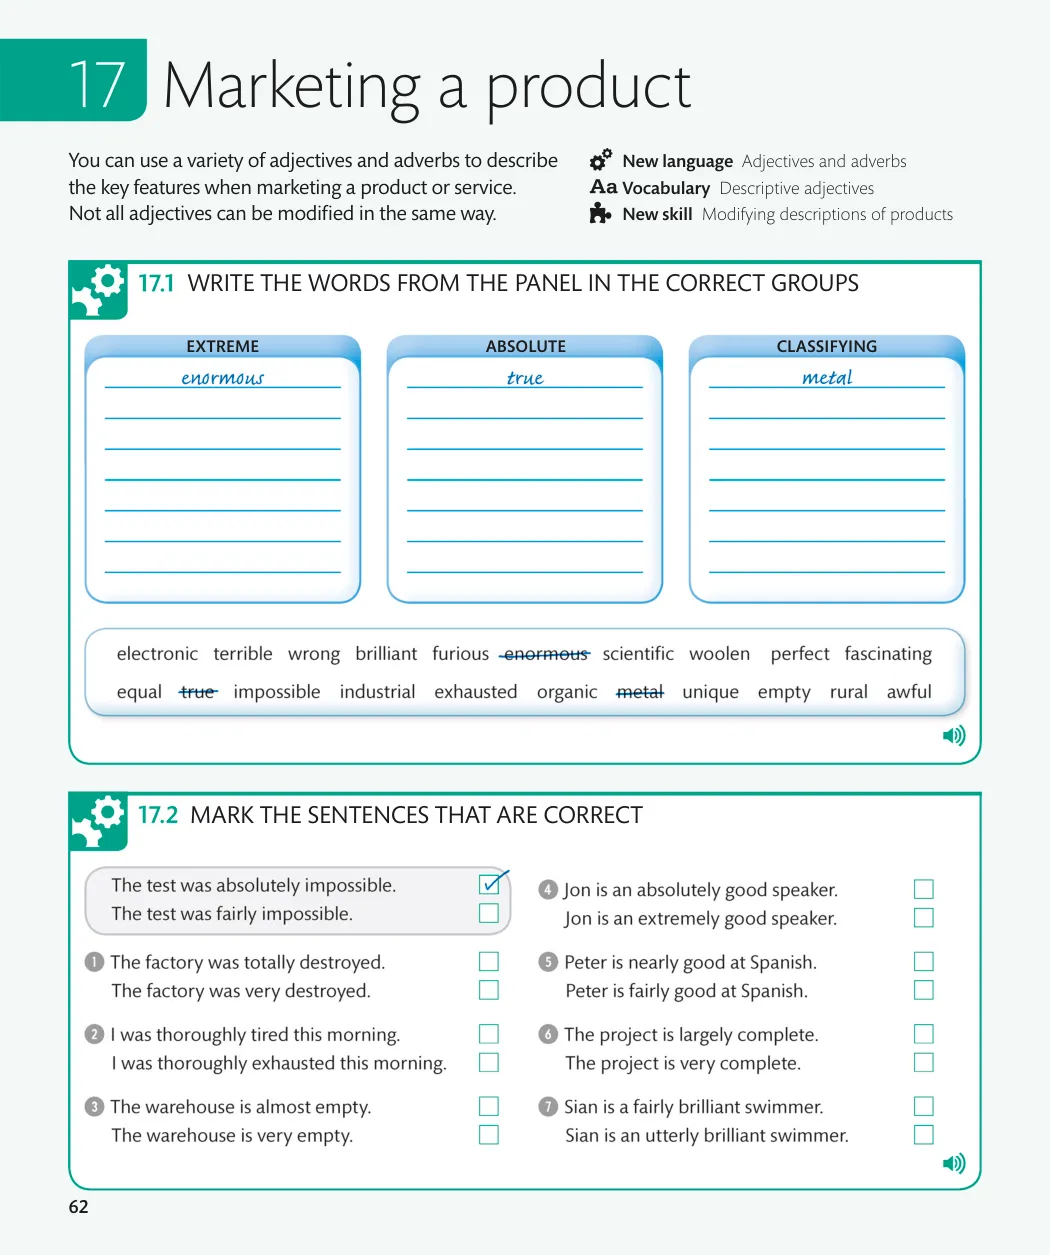 17 Marketing a product
You can use a variety of adjectives and adverbs to describe
the key features when marketing a product or service.
Not all adjectives can be modified in the same way.
New language Adjectives and adverbs
Aa Vocabulary Descriptive adjectives
New skill Modifying descriptions of products
17.1 WRITE THE WORDS FROM THE PANEL IN THE CORRECT GROUPS
EXTREME
enormous
ABSOLUTE
true
CLASSIFYING
metal
electronic terrible wrong brilliant furious enormous scientific woolen perfect fascinating
equal true impossible industrial exhausted organic metal unique empty rural awful
17.2 MARK THE SENTENCES THAT ARE CORRECT
The test was absolutely impossible.
The test was fairly impossible.
1 The factory was totally destroyed.
The factory was very destroyed.
2 I was thoroughly tired this morning.
I was thoroughly exhausted this morning.
3 The warehouse is almost empty.
The warehouse is very empty.
4 Jon is an absolutely good speaker.
Jon is an extremely good speaker.
5 Peter is nearly good at Spanish.
Peter is fairly good at Spanish.
6 The project is largely complete.
The project is very complete.
7 Sian is a fairly brilliant swimmer.
Sian is an utterly brilliant swimmer.
62